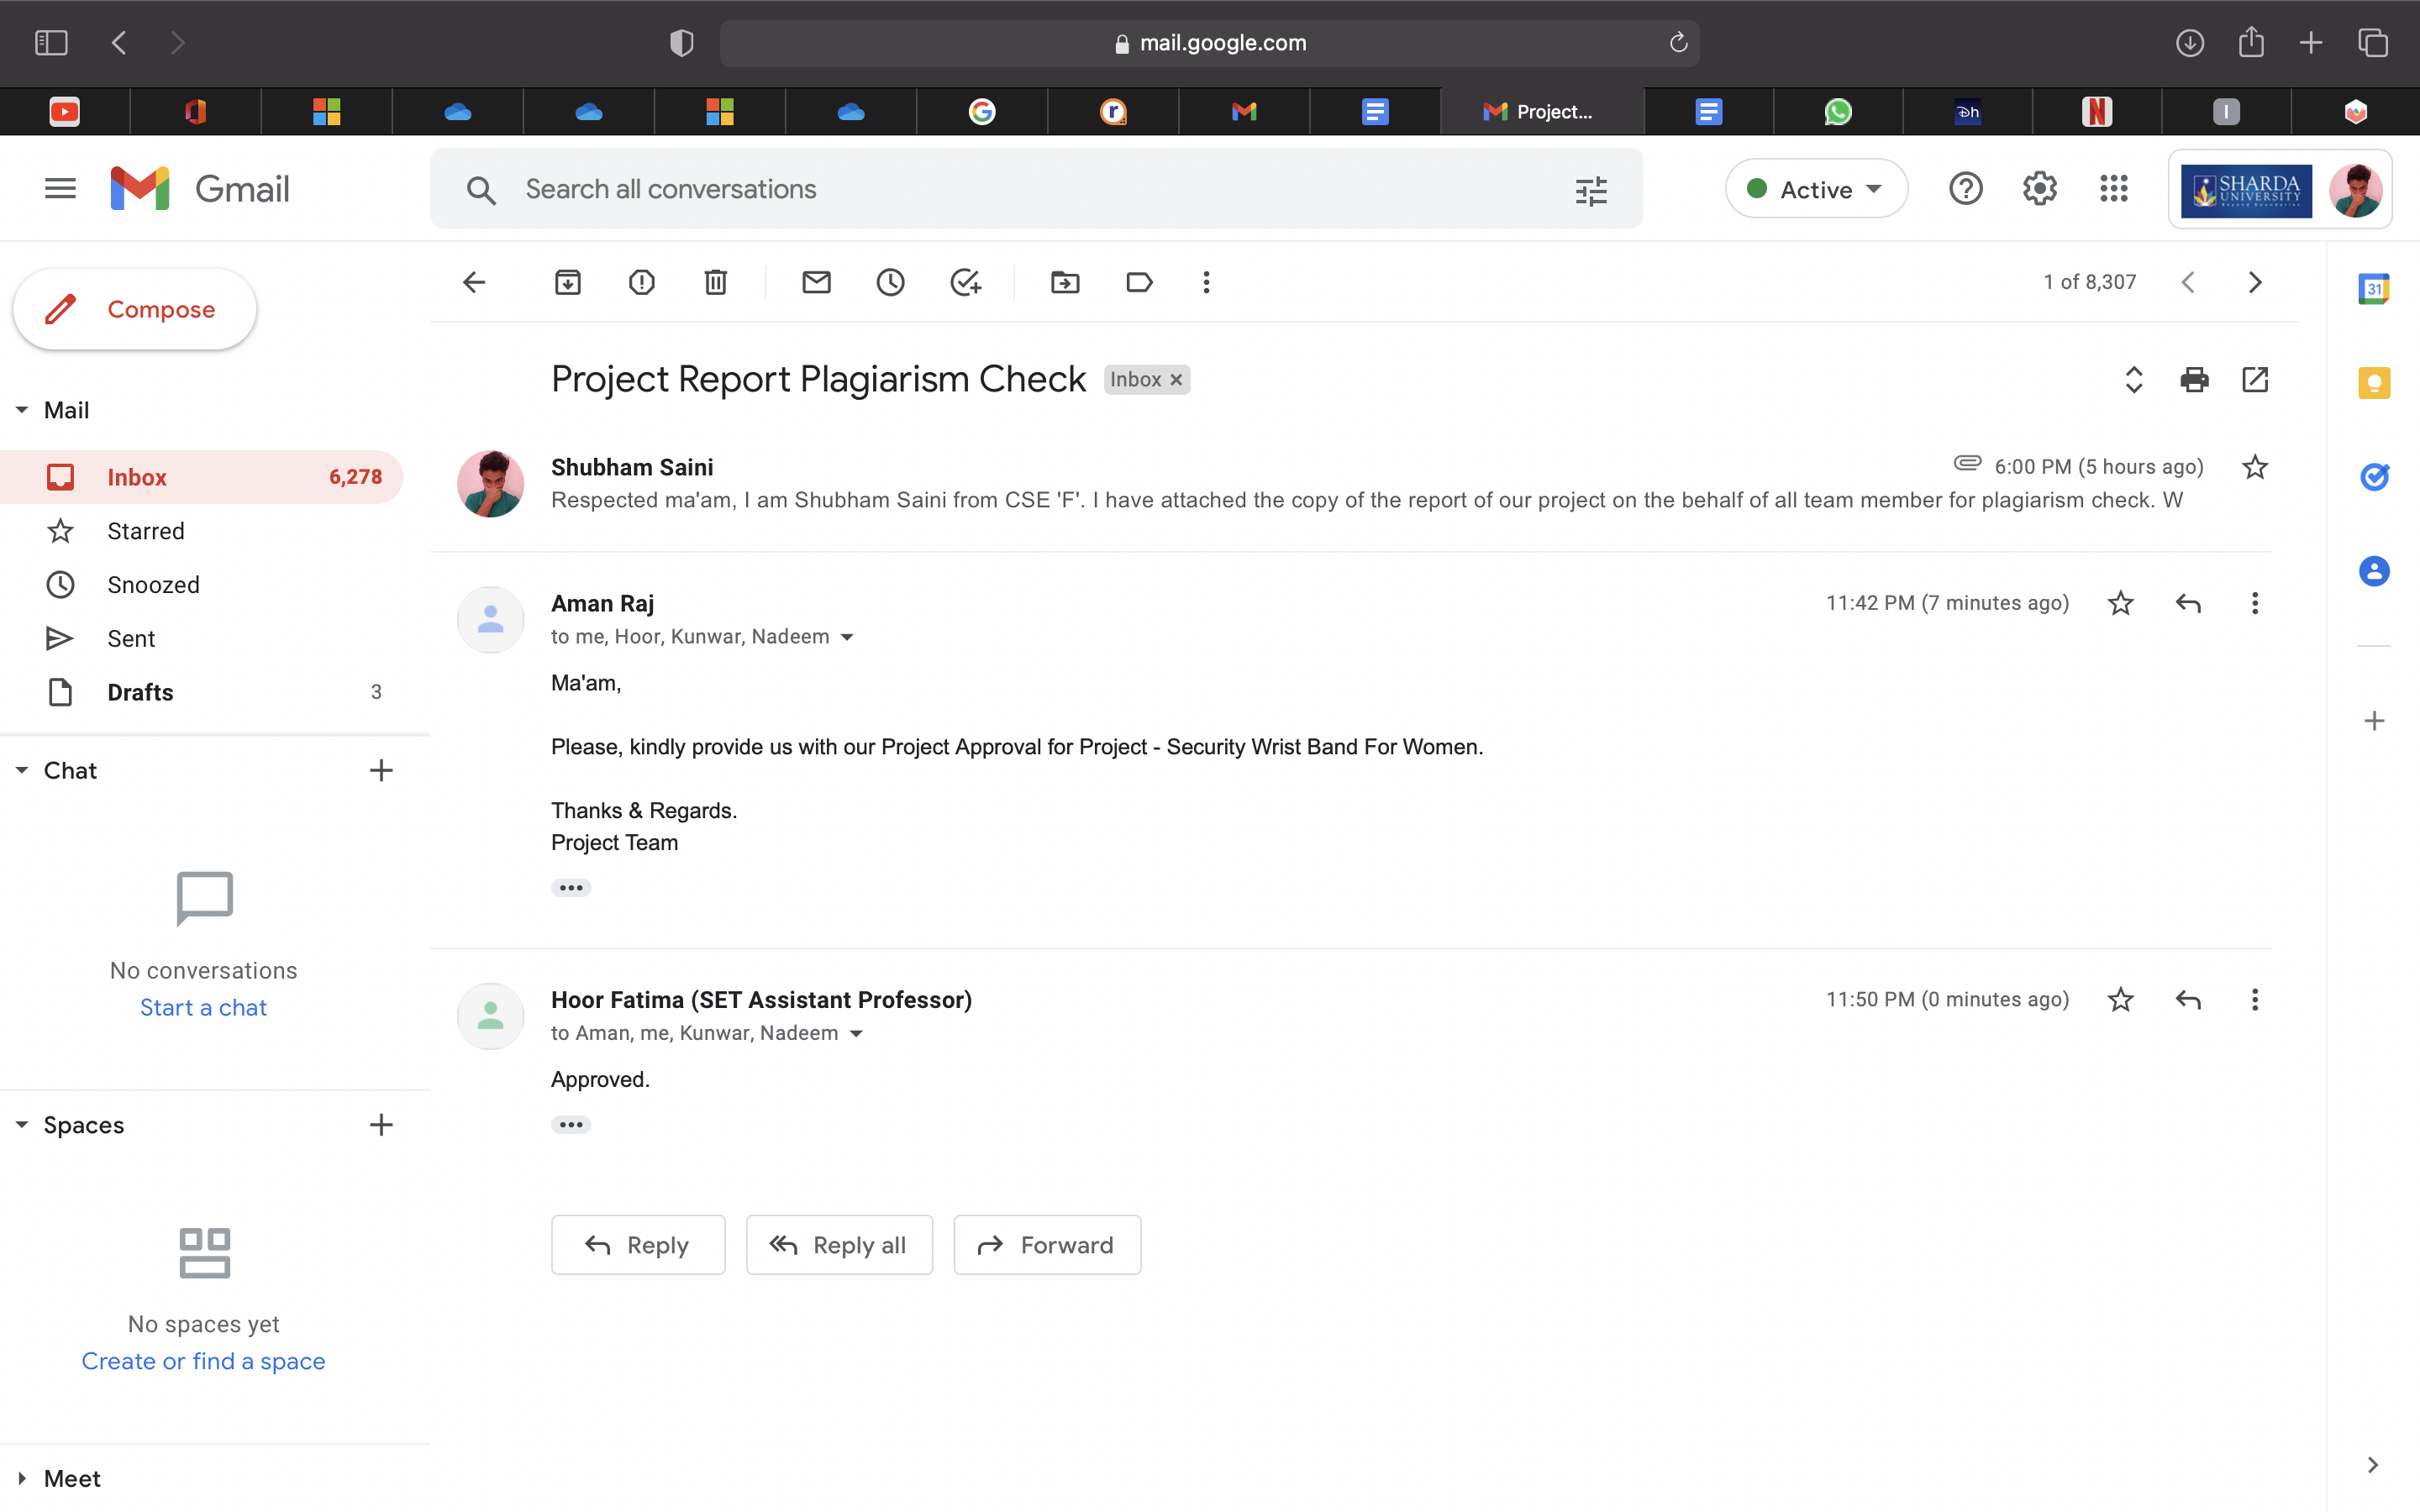 mail.google.com
Project...
Gmail
Search all conversations
Active
SHARDA
UNIVERSITY
Beyond Boundaries
Compose
1 of 8,307
Mail
Inbox 6,278
Starred
Snoozed
Sent
Drafts 3
Chat
No conversations
Start a chat
Spaces
No spaces yet
Create or find a space
Meet
Project Report Plagiarism Check Inbox ×
Shubham Saini 6:00 PM (5 hours ago)
Respected ma'am, I am Shubham Saini from CSE 'F'. I have attached the copy of the report of our project on the behalf of all team member for plagiarism check. W
Aman Raj 11:42 PM (7 minutes ago)
to me, Hoor, Kunwar, Nadeem
Ma'am,
Please, kindly provide us with our Project Approval for Project - Security Wrist Band For Women.
Thanks & Regards.
Project Team
Hoor Fatima (SET Assistant Professor) 11:50 PM (0 minutes ago)
to Aman, me, Kunwar, Nadeem
Approved.
Reply
Reply all
Forward
31